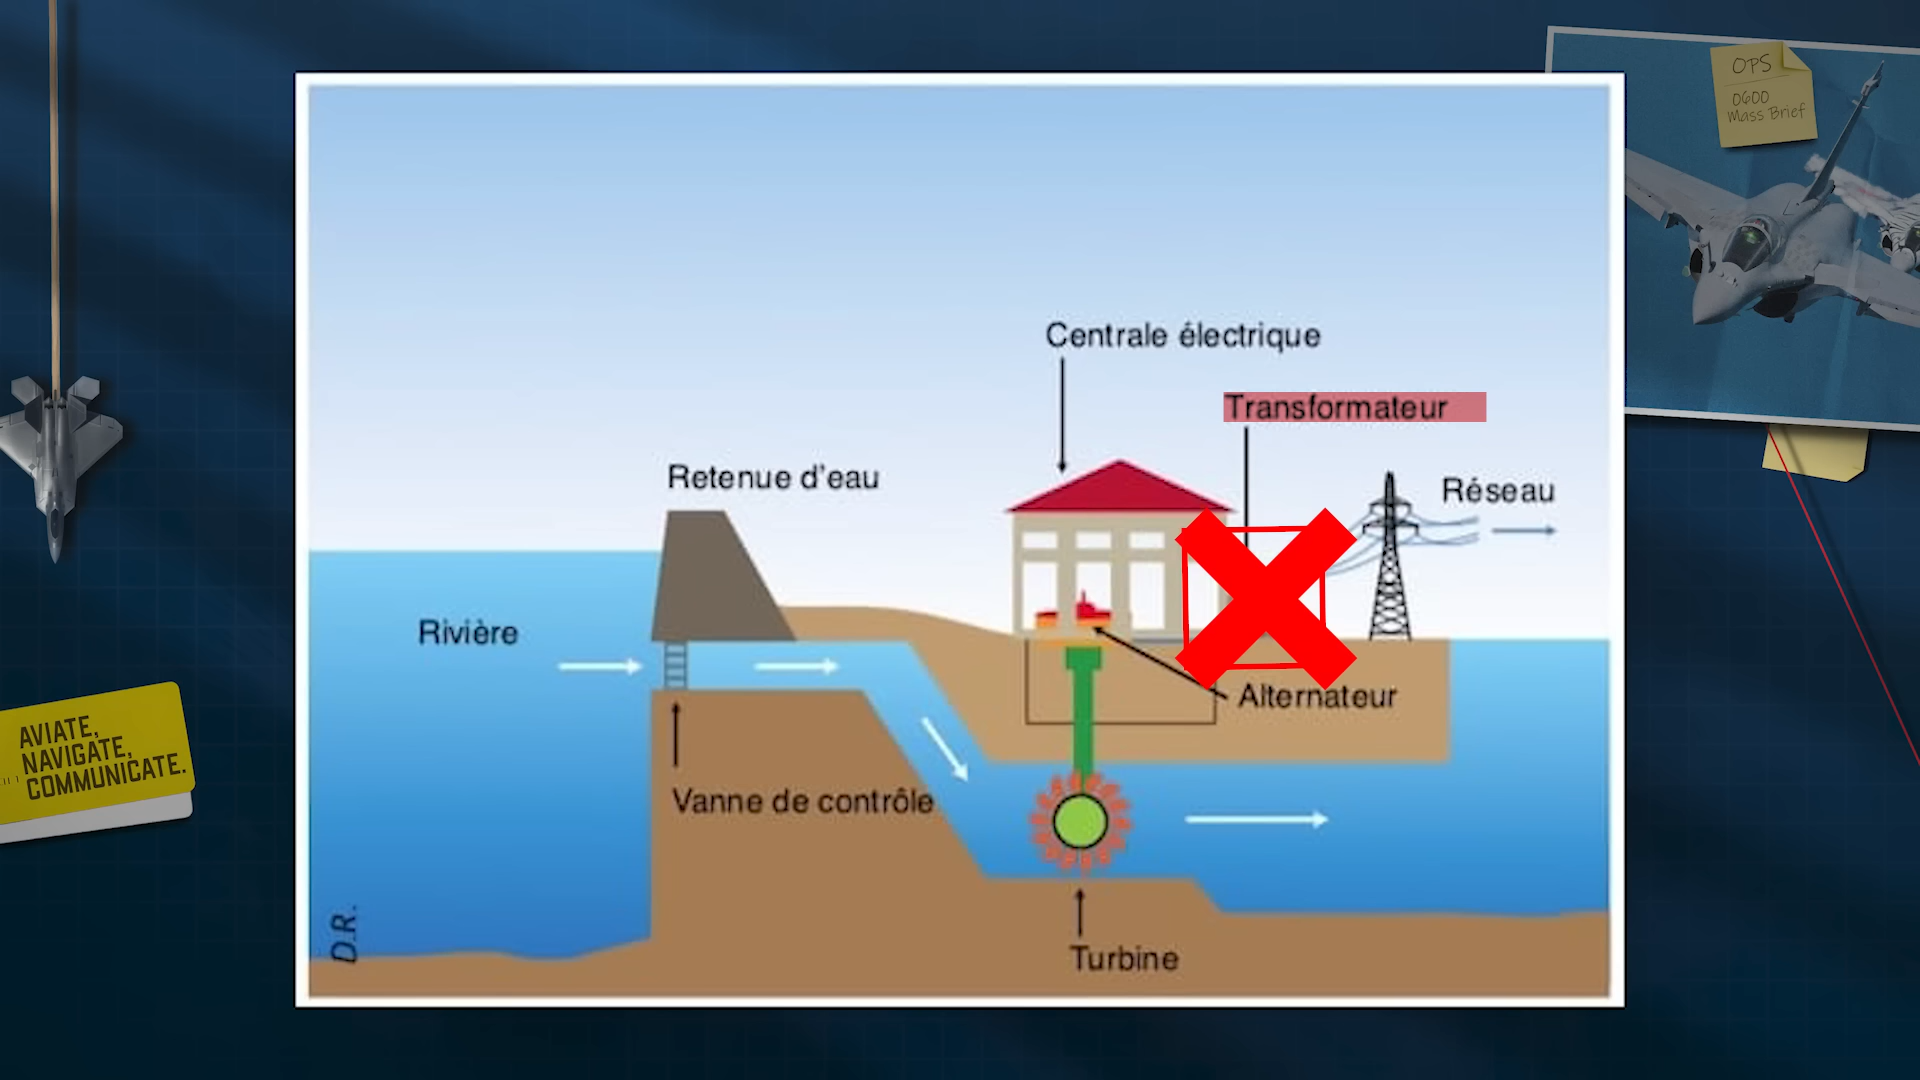 OPS
0600
Mass Brief
Centrale électrique
Transformateur
Retenue d'eau
Réseau
Rivière
Alternateur
Vanne de contrôle
Turbine
D.R.
AVIATE,
NAVIGATE,
COMMUNICATE.